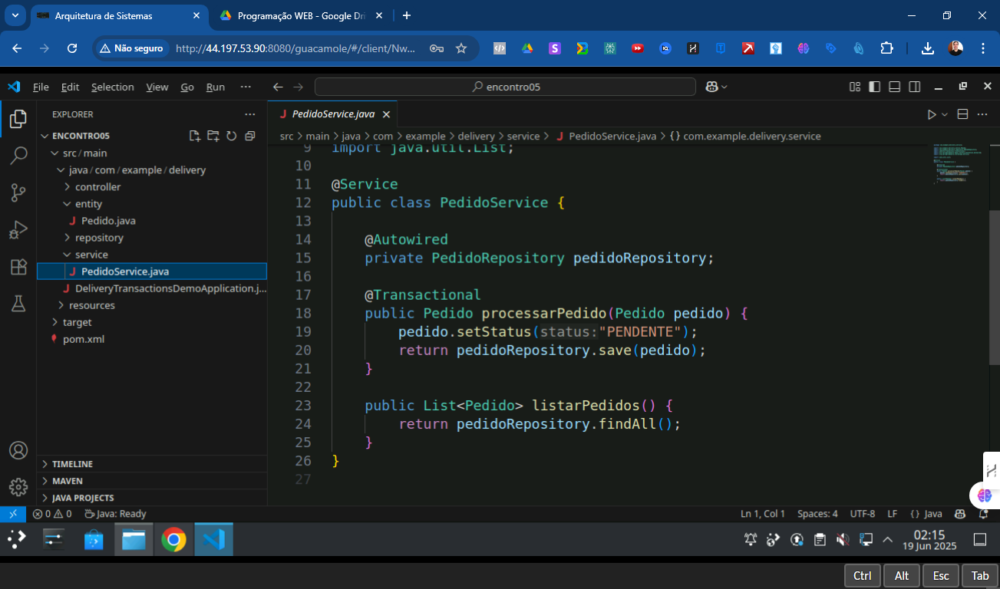 Arquitetura de Sistemas
Programação WEB - Google Dri
Não seguro
http://44.197.53.90:8080/guacamole/#/client/Nw...
File Edit Selection View Go Run ...
encontro05
EXPLORER
PedidoService.java
src > main > java > com > example > delivery > service > J PedidoService.java > {} com.example.delivery.service
ENCONTRO05
src / main
java / com / example / delivery
controller
entity
J Pedido.java
repository
service
J PedidoService.java
J DeliveryTransactionsDemoApplication.j...
resources
target
pom.xml
TIMELINE
MAVEN
JAVA PROJECTS
9 import java.util.List;
10
11 @Service
12 public class PedidoService {
13
14 @Autowired
15 private PedidoRepository pedidoRepository;
16
17 @Transactional
18 public Pedido processarPedido(Pedido pedido) {
19 pedido.setStatus(status:"PENDENTE");
20 return pedidoRepository.save(pedido);
21 }
22
23 public List<Pedido> listarPedidos() {
24 return pedidoRepository.findAll();
25 }
26 }
27
0 0 Java: Ready
Ln 1, Col 1 Spaces: 4 UTF-8 LF {} Java
02:15
19 Jun 2025
Ctrl Alt Esc Tab